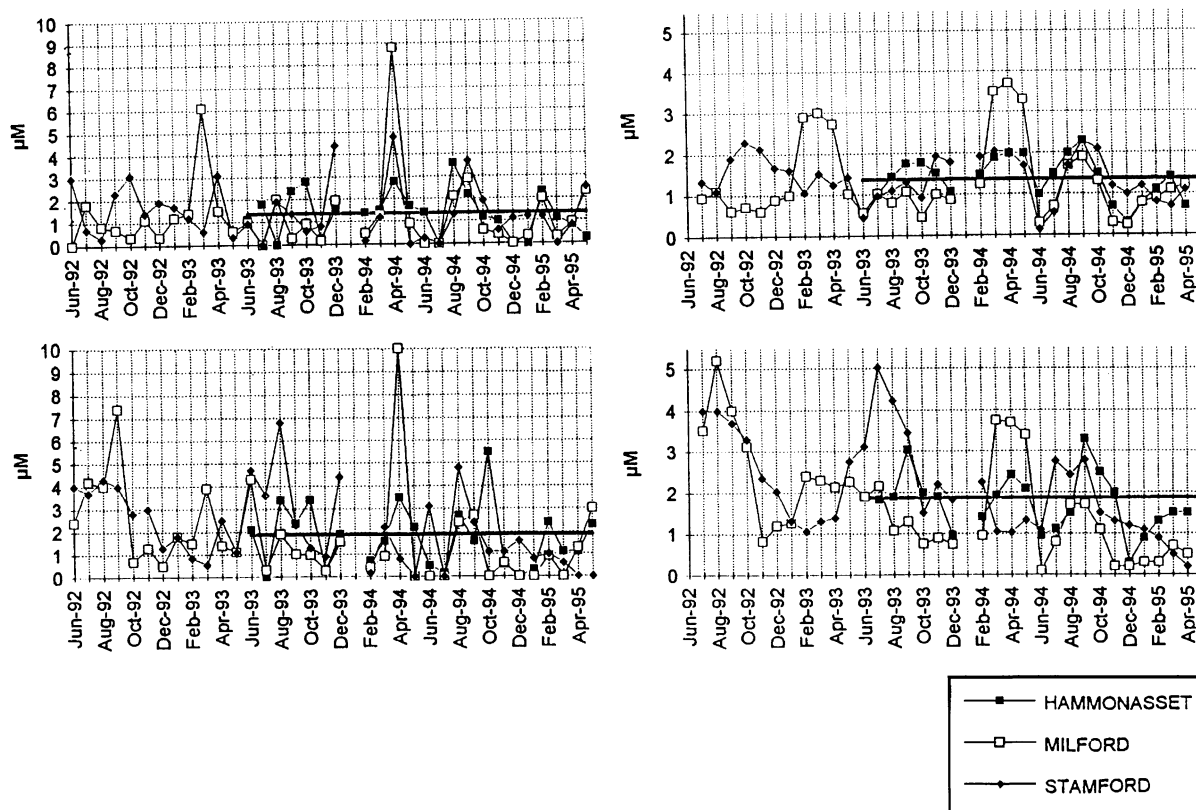 10
9
8
7
6
5
4
3
2
1
0
µM
Jun-92
Aug-92
Oct-92
Dec-92
Feb-93
Apr-93
Jun-93
Aug-93
Oct-93
Dec-93
Feb-94
Apr-94
Jun-94
Aug-94
Oct-94
Dec-94
Feb-95
Apr-95
5
4
3
2
1
0
µM
Jun-92
Aug-92
Oct-92
Dec-92
Feb-93
Apr-93
Jun-93
Aug-93
Oct-93
Dec-93
Feb-94
Apr-94
Jun-94
Aug-94
Oct-94
Dec-94
Feb-95
Apr-95
10
9
8
7
6
5
4
3
2
1
0
µM
Jun-92
Aug-92
Oct-92
Dec-92
Feb-93
Apr-93
Jun-93
Aug-93
Oct-93
Dec-93
Feb-94
Apr-94
Jun-94
Aug-94
Oct-94
Dec-94
Feb-95
Apr-95
5
4
3
2
1
0
µM
Jun-92
Aug-92
Oct-92
Dec-92
Feb-93
Apr-93
Jun-93
Aug-93
Oct-93
Dec-93
Feb-94
Apr-94
Jun-94
Aug-94
Oct-94
Dec-94
Feb-95
Apr-95
HAMMONASSET
MILFORD
STAMFORD